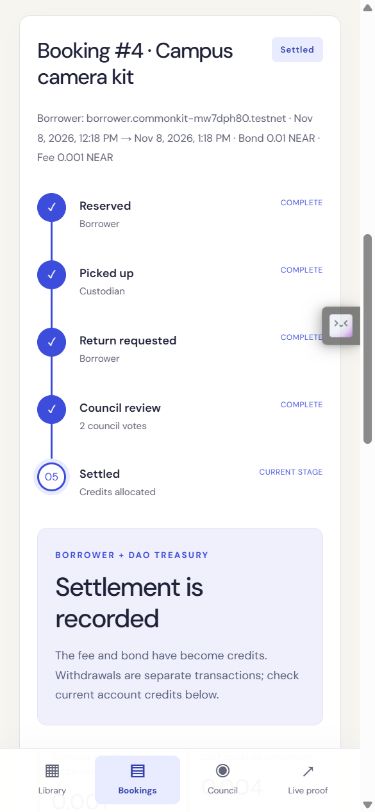 Booking #4 · Campus
camera kit
Settled
Borrower: borrower.commonkit-mw7dph80.testnet · Nov
8, 2026, 12:18 PM → Nov 8, 2026, 1:18 PM · Bond 0.01 NEAR ·
Fee 0.001 NEAR
✓ Reserved COMPLETE
Borrower
✓ Picked up COMPLETE
Custodian
✓ Return requested COMPLETE
Borrower
✓ Council review COMPLETE
2 council votes
05 Settled CURRENT STAGE
Credits allocated
BORROWER + DAO TREASURY
Settlement is
recorded
The fee and bond have become credits.
Withdrawals are separate transactions; check
current account credits below.
Library Bookings Council Live proof